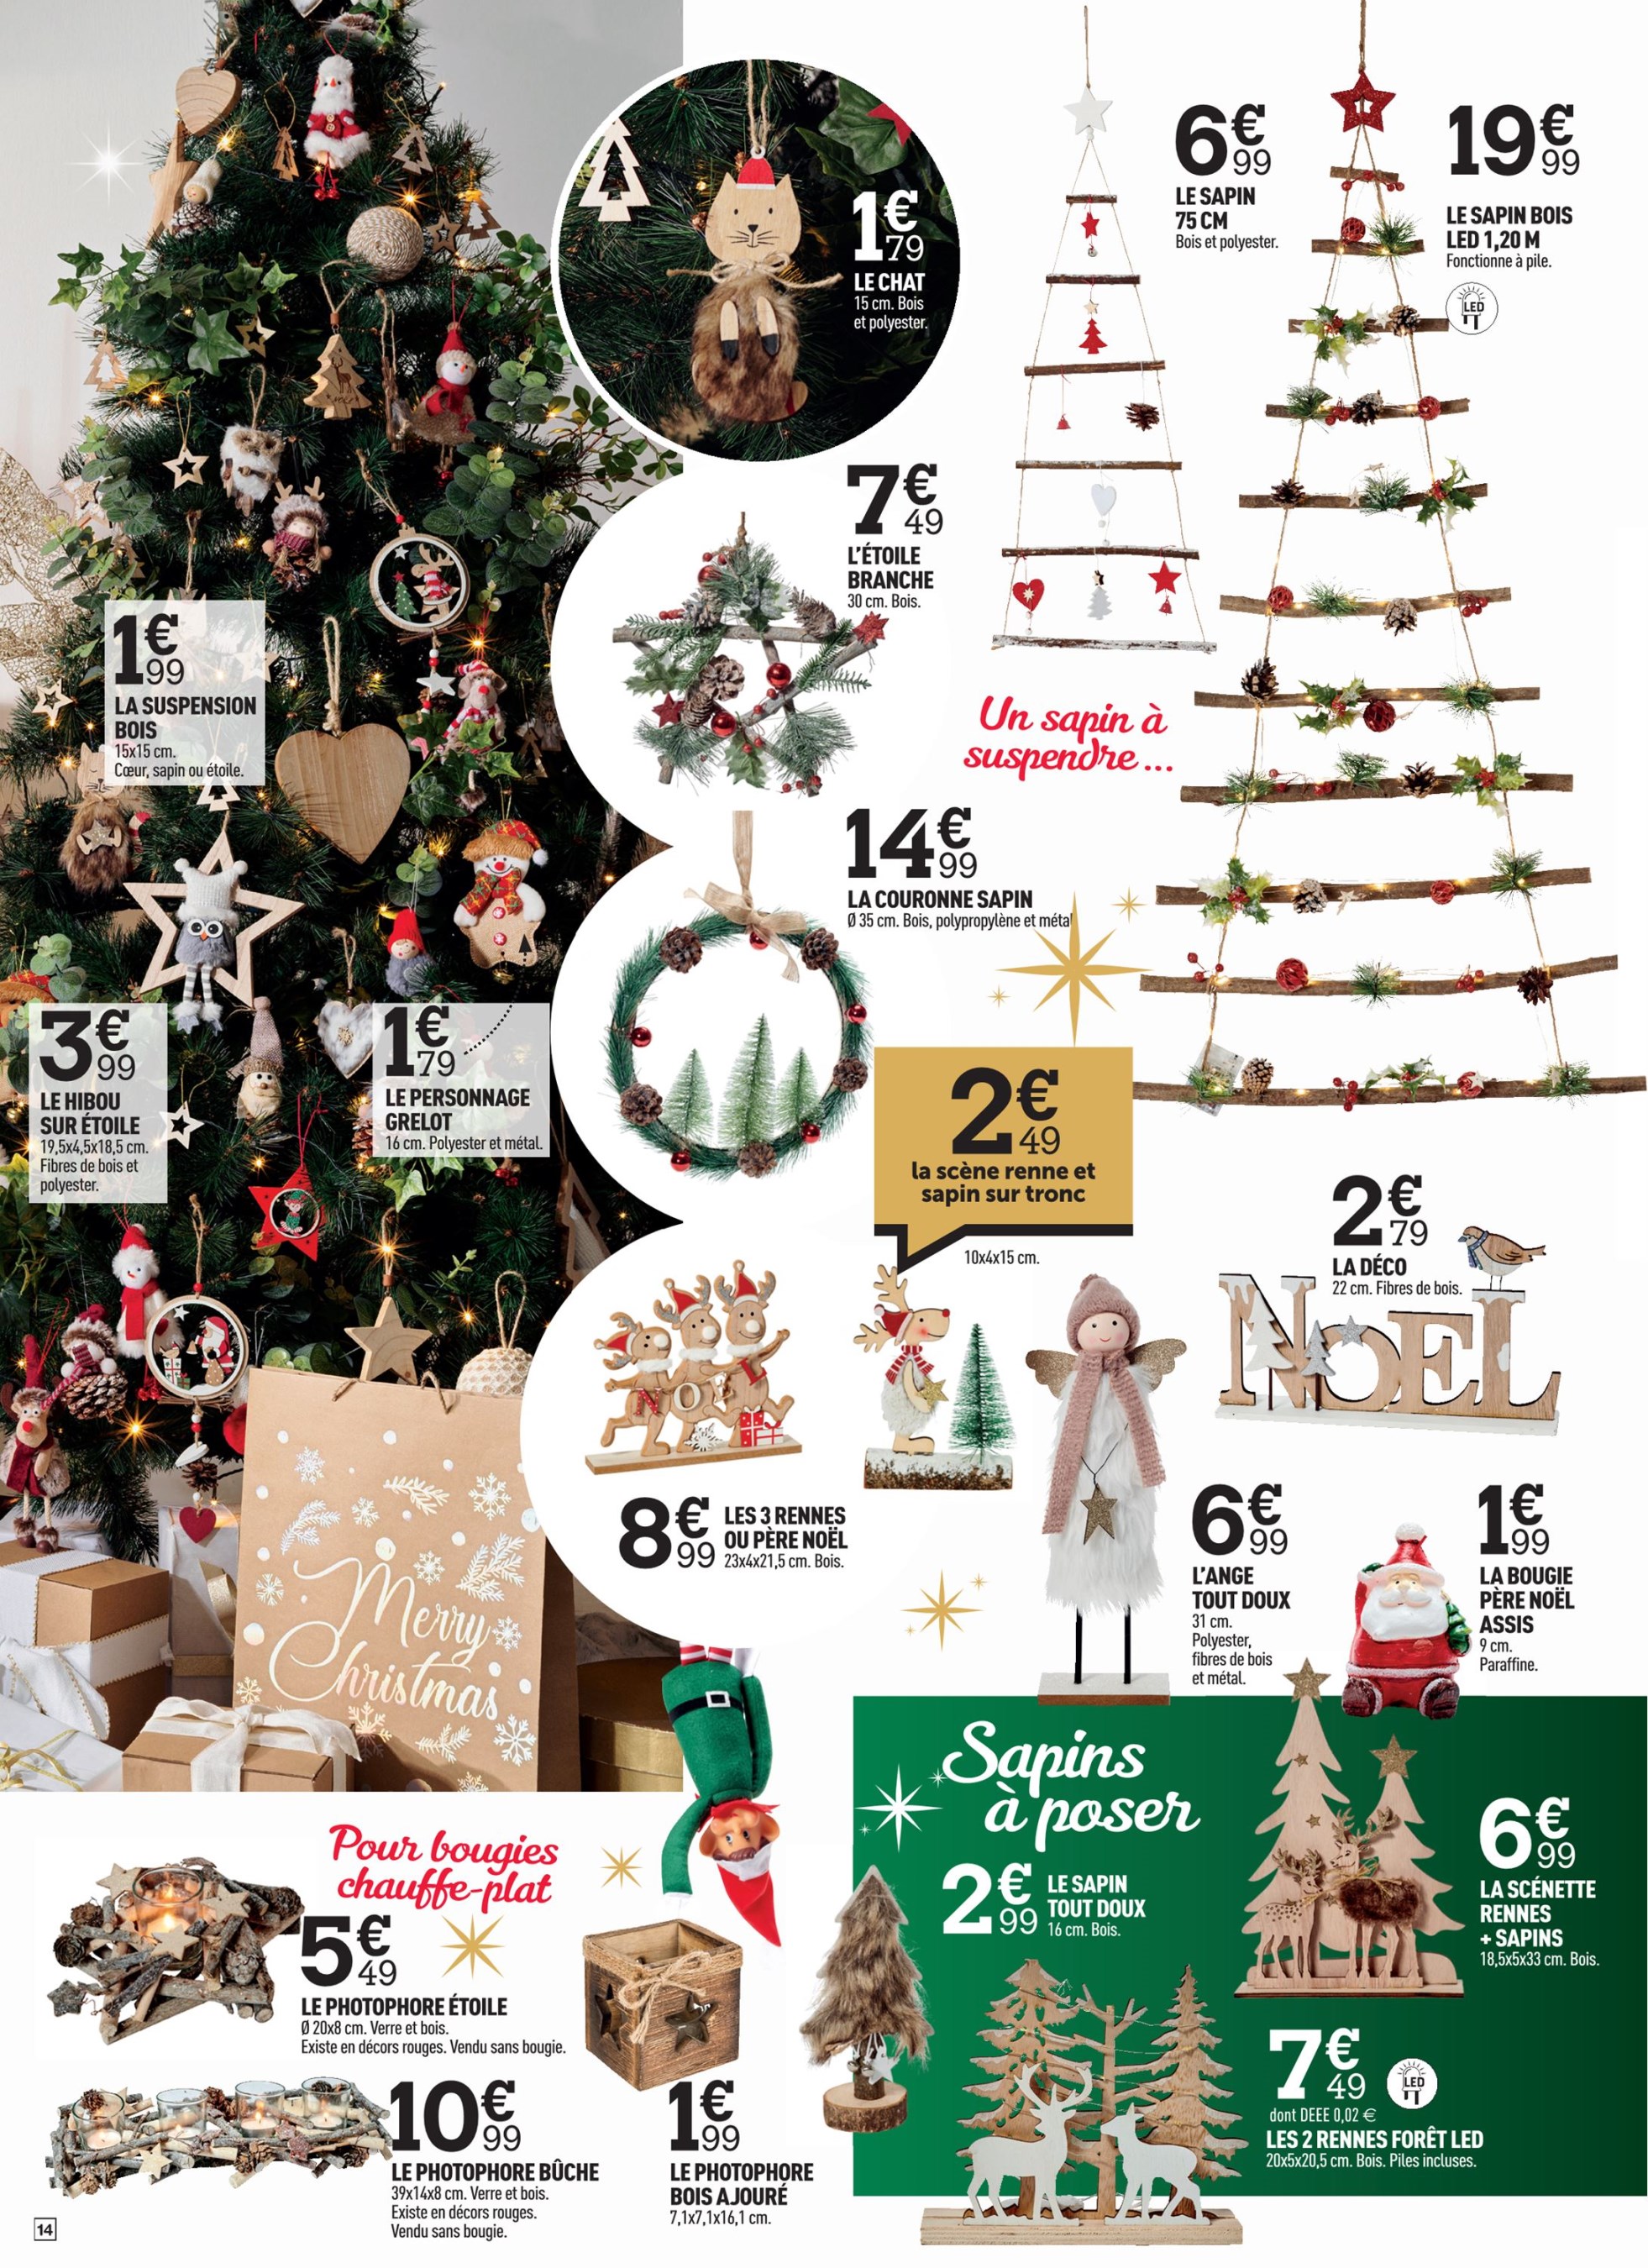 1€79
LE CHAT
15 cm. Bois
et polyester.
6€99
LE SAPIN
75 CM
Bois et polyester.
19€99
LE SAPIN BOIS
LED 1,20 M
Fonctionne à pile.
LED
7€49
L'ÉTOILE
BRANCHE
30 cm. Bois.
1€99
LA SUSPENSION
BOIS
15x15 cm.
Cœur, sapin ou étoile.
Un sapin à
suspendre...
14€99
LA COURONNE SAPIN
Ø 35 cm. Bois, polypropylène et métal
3€99
LE HIBOU
SUR ÉTOILE
19,5x4,5x18,5 cm.
Fibres de bois et
polyester.
1€79
LE PERSONNAGE
GRELOT
16 cm. Polyester et métal.
2€49
la scène renne et
sapin sur tronc
10x4x15 cm.
2€79
LA DÉCO
22 cm. Fibres de bois.
NOEL
NOEL
8€99
LES 3 RENNES
OU PÈRE NOËL
23x4x21,5 cm. Bois.
6€99
L'ANGE
TOUT DOUX
31 cm.
Polyester,
fibres de bois
et métal.
1€99
LA BOUGIE
PÈRE NOËL
ASSIS
9 cm.
Paraffine.
Merry
Christmas
Sapins
à poser
2€99
LE SAPIN
TOUT DOUX
16 cm. Bois.
6€99
LA SCÉNETTE
RENNES
+ SAPINS
18,5x5x33 cm. Bois.
Pour bougies
chauffe-plat
5€49
LE PHOTOPHORE ÉTOILE
Ø 20x8 cm. Verre et bois.
Existe en décors rouges. Vendu sans bougie.
7€49
LED
dont DEEE 0,02 €
LES 2 RENNES FORÊT LED
20x5x20,5 cm. Bois. Piles incluses.
10€99
LE PHOTOPHORE BÛCHE
39x14x8 cm. Verre et bois.
Existe en décors rouges.
Vendu sans bougie.
1€99
LE PHOTOPHORE
BOIS AJOURÉ
7,1x7,1x16,1 cm.
14